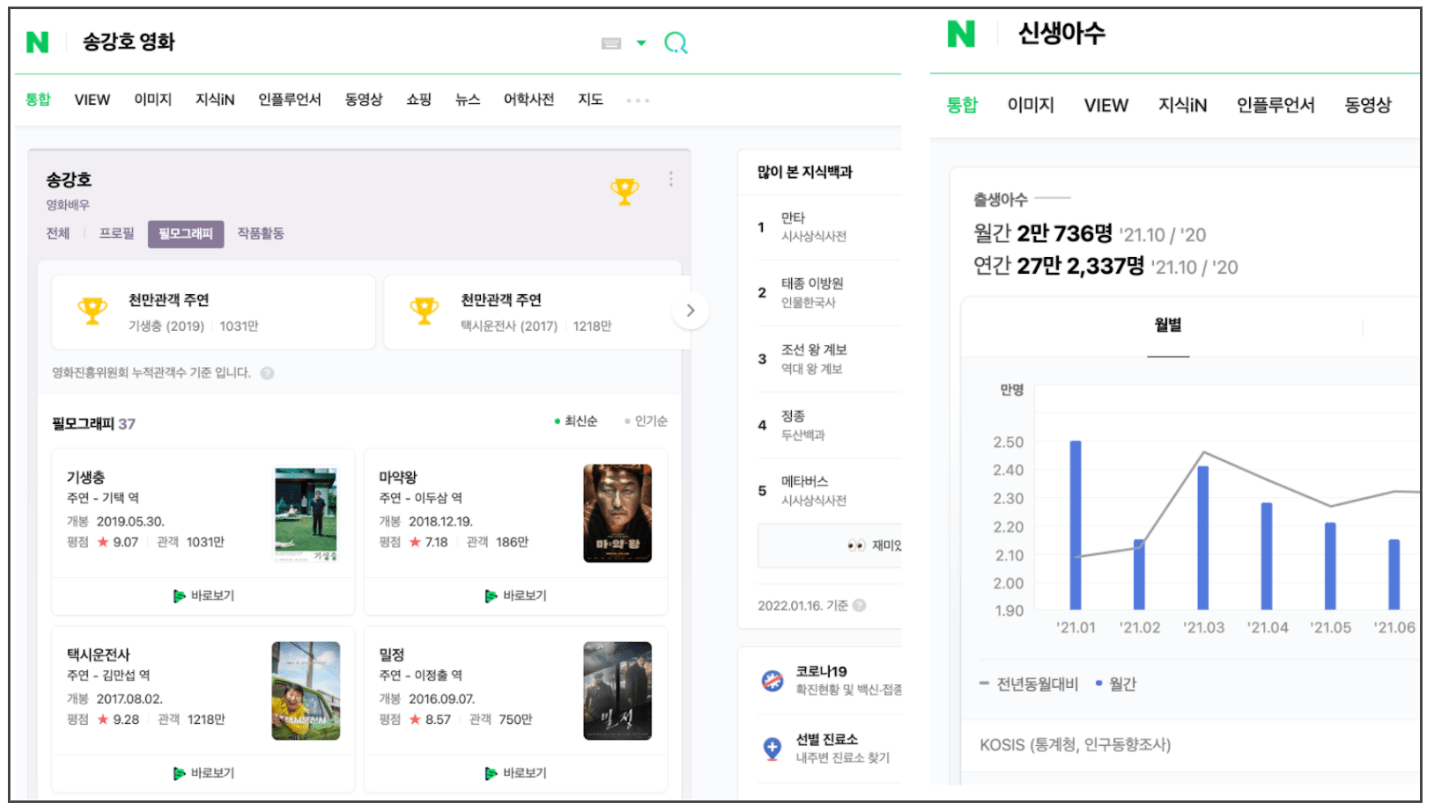 N 송강호 영화
통합 VIEW 이미지 지식iN 인플루언서 동영상 쇼핑 뉴스 어학사전 지도
송강호
영화배우
전체 프로필 필모그래피 작품활동
천만관객 주연
기생충 (2019) 1031만
천만관객 주연
택시운전사 (2017) 1218만
영화진흥위원회 누적관객수 기준 입니다. ?
필모그래피 37
최신순 인기순
기생충
주연 - 기택 역
개봉 2019.05.30.
평점 ★ 9.07 관객 1031만
기생충
바로보기
마약왕
주연 - 이두삼 역
개봉 2018.12.19.
평점 ★ 7.18 관객 186만
마·약·왕
바로보기
택시운전사
주연 - 김만섭 역
개봉 2017.08.02.
평점 ★ 9.28 관객 1218만
택시운전사
바로보기
밀정
주연 - 이정출 역
개봉 2016.09.07.
평점 ★ 8.57 관객 750만
밀정
바로보기
많이 본 지식백과
1 만타
시사상식사전
2 태종 이방원
인물한국사
3 조선 왕 계보
역대 왕 계보
4 정종
두산백과
5 메타버스
시사상식사전
재미있
2022.01.16. 기준 ?
코로나19
확진현황 및 백신·접종
선별 진료소
내주변 진료소 찾기
N 신생아수
통합 이미지 VIEW 지식iN 인플루언서 동영상
출생아수
월간 2만 736명 '21.10 / '20
연간 27만 2,337명 '21.10 / '20
월별
만명
2.50
2.40
2.30
2.20
2.10
2.00
1.90
'21.01 '21.02 '21.03 '21.04 '21.05 '21.06
전년동월대비 월간
KOSIS (통계청, 인구동향조사)